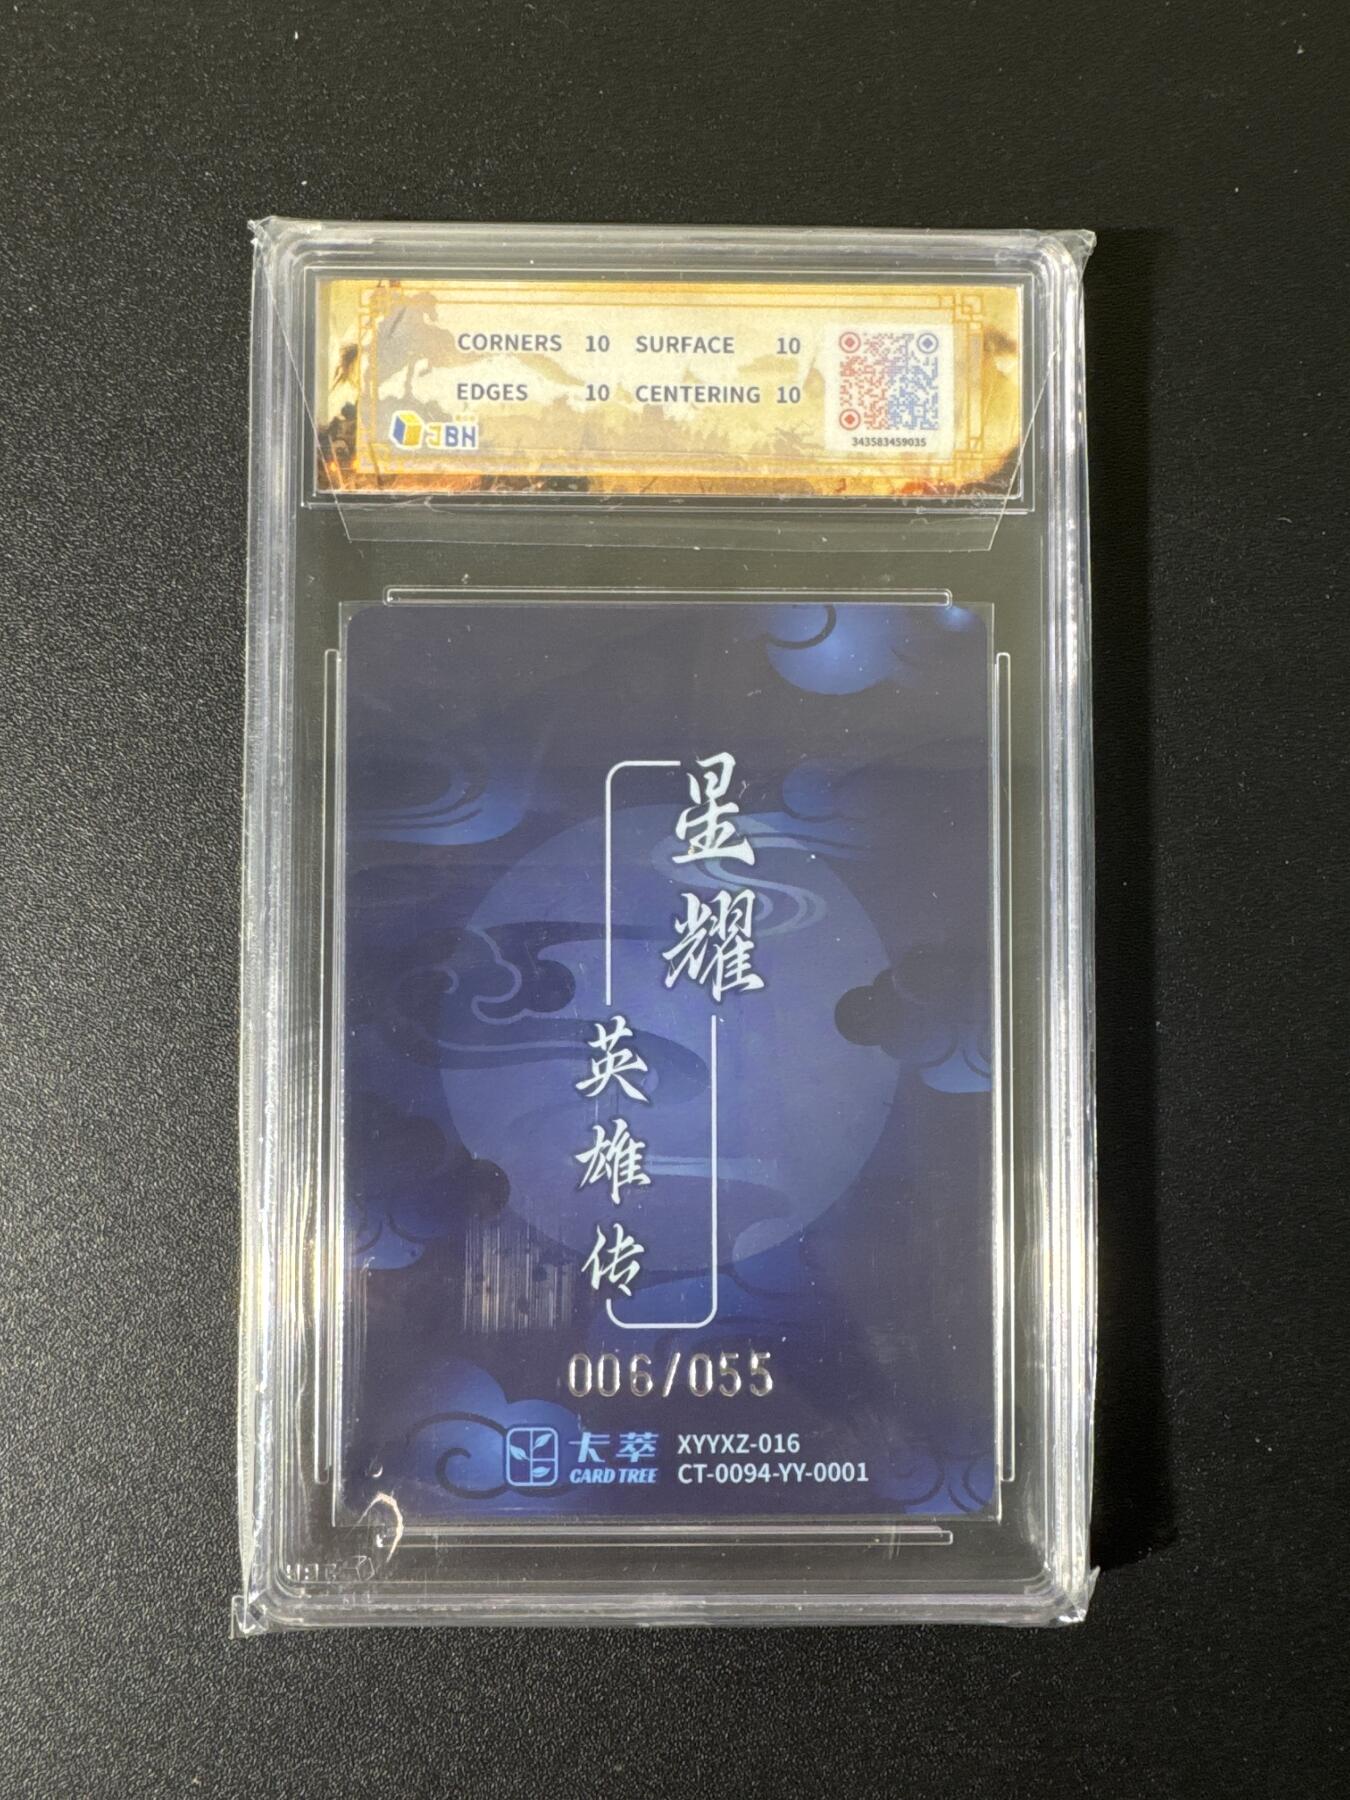 CORNERS 10 SURFACE 10
EDGES 10 CENTERING 10
JBH
343583459035
星耀
英雄传
006/055
卡萃 XYYXZ-016
CARD TREE CT-0094-YY-0001